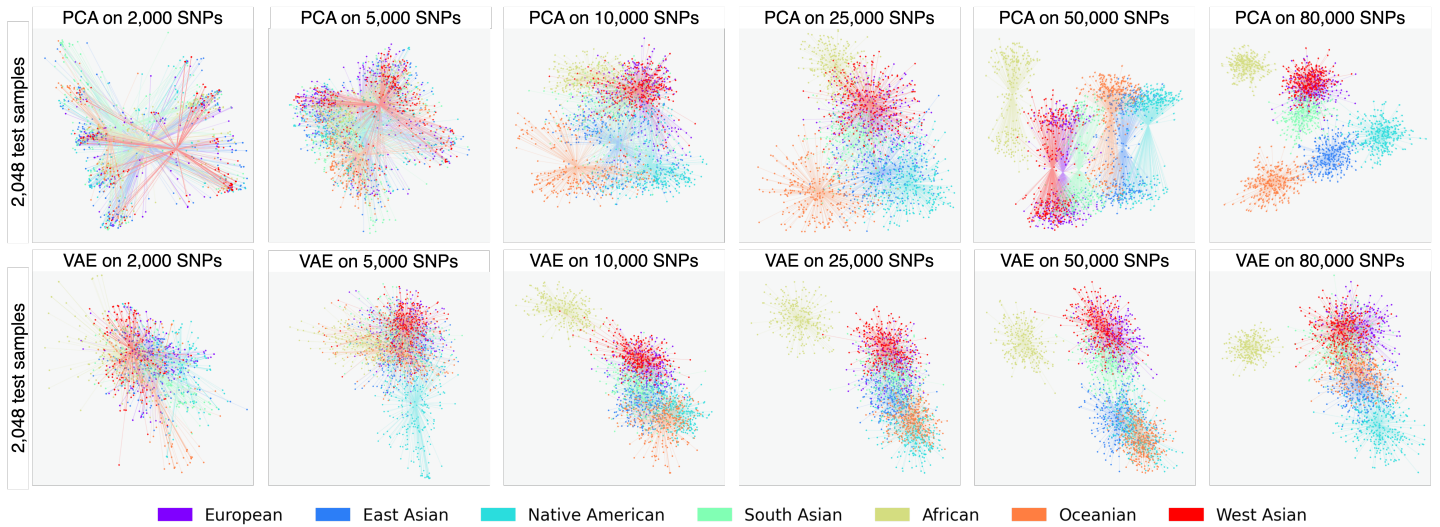 PCA on 2,000 SNPs
PCA on 5,000 SNPs
PCA on 10,000 SNPs
PCA on 25,000 SNPs
PCA on 50,000 SNPs
PCA on 80,000 SNPs
2,048 test samples
VAE on 2,000 SNPs
VAE on 5,000 SNPs
VAE on 10,000 SNPs
VAE on 25,000 SNPs
VAE on 50,000 SNPs
VAE on 80,000 SNPs
2,048 test samples
European
East Asian
Native American
South Asian
African
Oceanian
West Asian